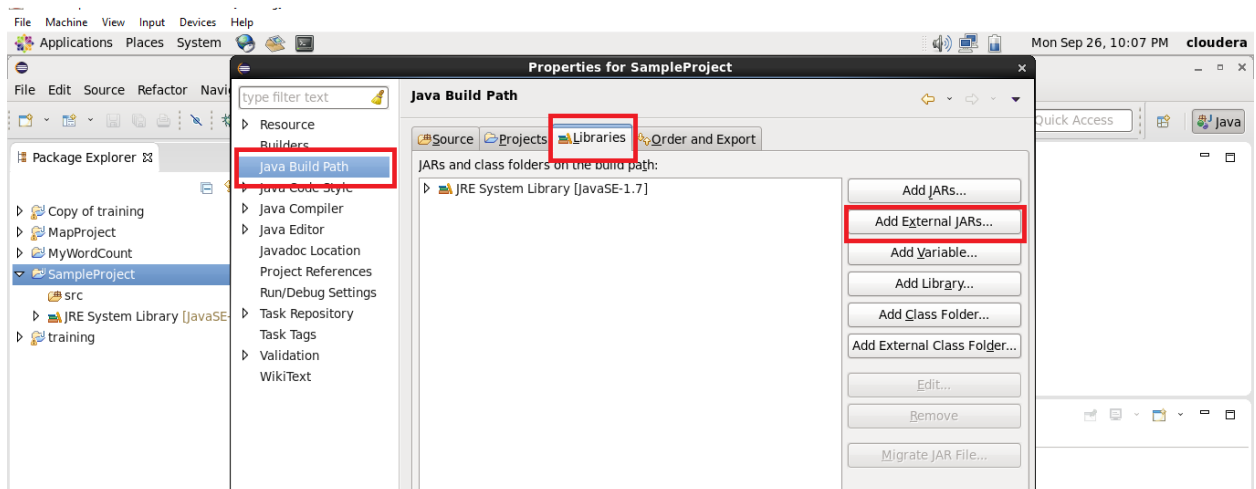 File Machine View Input Devices Help
Applications Places System
Mon Sep 26, 10:07 PM cloudera
Properties for SampleProject
File Edit Source Refactor Navi
Quick Access
Java
Package Explorer
Copy of training
MapProject
MyWordCount
SampleProject
src
JRE System Library [JavaSE-
training
type filter text
Resource
Builders
Java Build Path
Java Code Style
Java Compiler
Java Editor
Javadoc Location
Project References
Run/Debug Settings
Task Repository
Task Tags
Validation
WikiText
Java Build Path
Source Projects Libraries Order and Export
JARs and class folders on the build path:
JRE System Library [JavaSE-1.7]
Add JARs...
Add External JARs...
Add Variable...
Add Library...
Add Class Folder...
Add External Class Folder...
Edit...
Remove
Migrate JAR File...